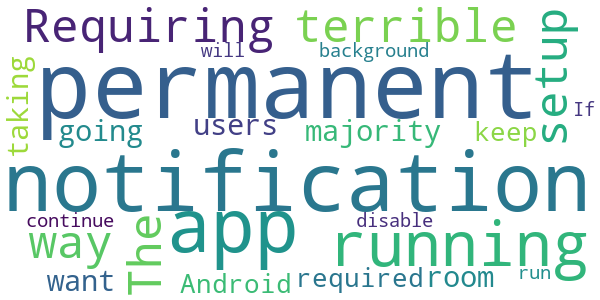 Requiring terrible setup
will background
taking permanent If
going users majority keep
notification
continue The app disable
way running
want Android required room run